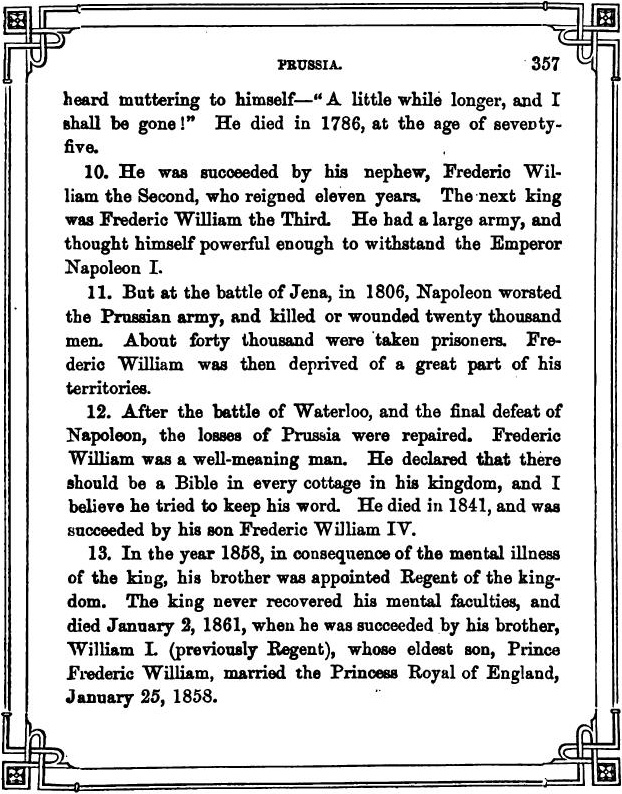 PRUSSIA.
357
heard muttering to himself—“A little while longer, and I
shall be gone!” He died in 1786, at the age of seventy-
five.
10. He was succeeded by his nephew, Frederic Wil-
liam the Second, who reigned eleven years. The next king
was Frederic William the Third. He had a large army, and
thought himself powerful enough to withstand the Emperor
Napoleon I.
11. But at the battle of Jena, in 1806, Napoleon worsted
the Prussian army, and killed or wounded twenty thousand
men. About forty thousand were taken prisoners. Fre-
deric William was then deprived of a great part of his
territories.
12. After the battle of Waterloo, and the final defeat of
Napoleon, the losses of Prussia were repaired. Frederic
William was a well-meaning man. He declared that there
should be a Bible in every cottage in his kingdom, and I
believe he tried to keep his word. He died in 1841, and was
succeeded by his son Frederic William IV.
13. In the year 1858, in consequence of the mental illness
of the king, his brother was appointed Regent of the king-
dom. The king never recovered his mental faculties, and
died January 2, 1861, when he was succeeded by his brother,
William I. (previously Regent), whose eldest son, Prince
Frederic William, married the Princess Royal of England,
January 25, 1858.